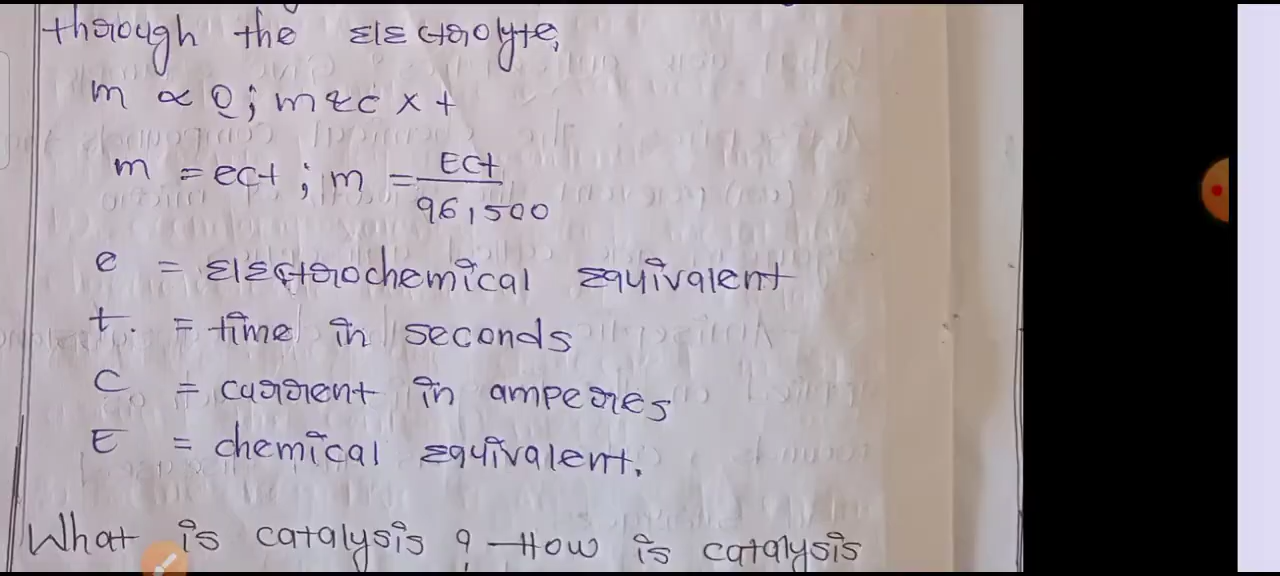 through the electrolyte,
m ∝ Q; m ∝ c × t
m = ect ; m = Ect / 96,500
e = Electrochemical equivalent
t. = time in seconds
C = current in amperes
E = chemical equivalent.
What is catalysis ? How is catalysis